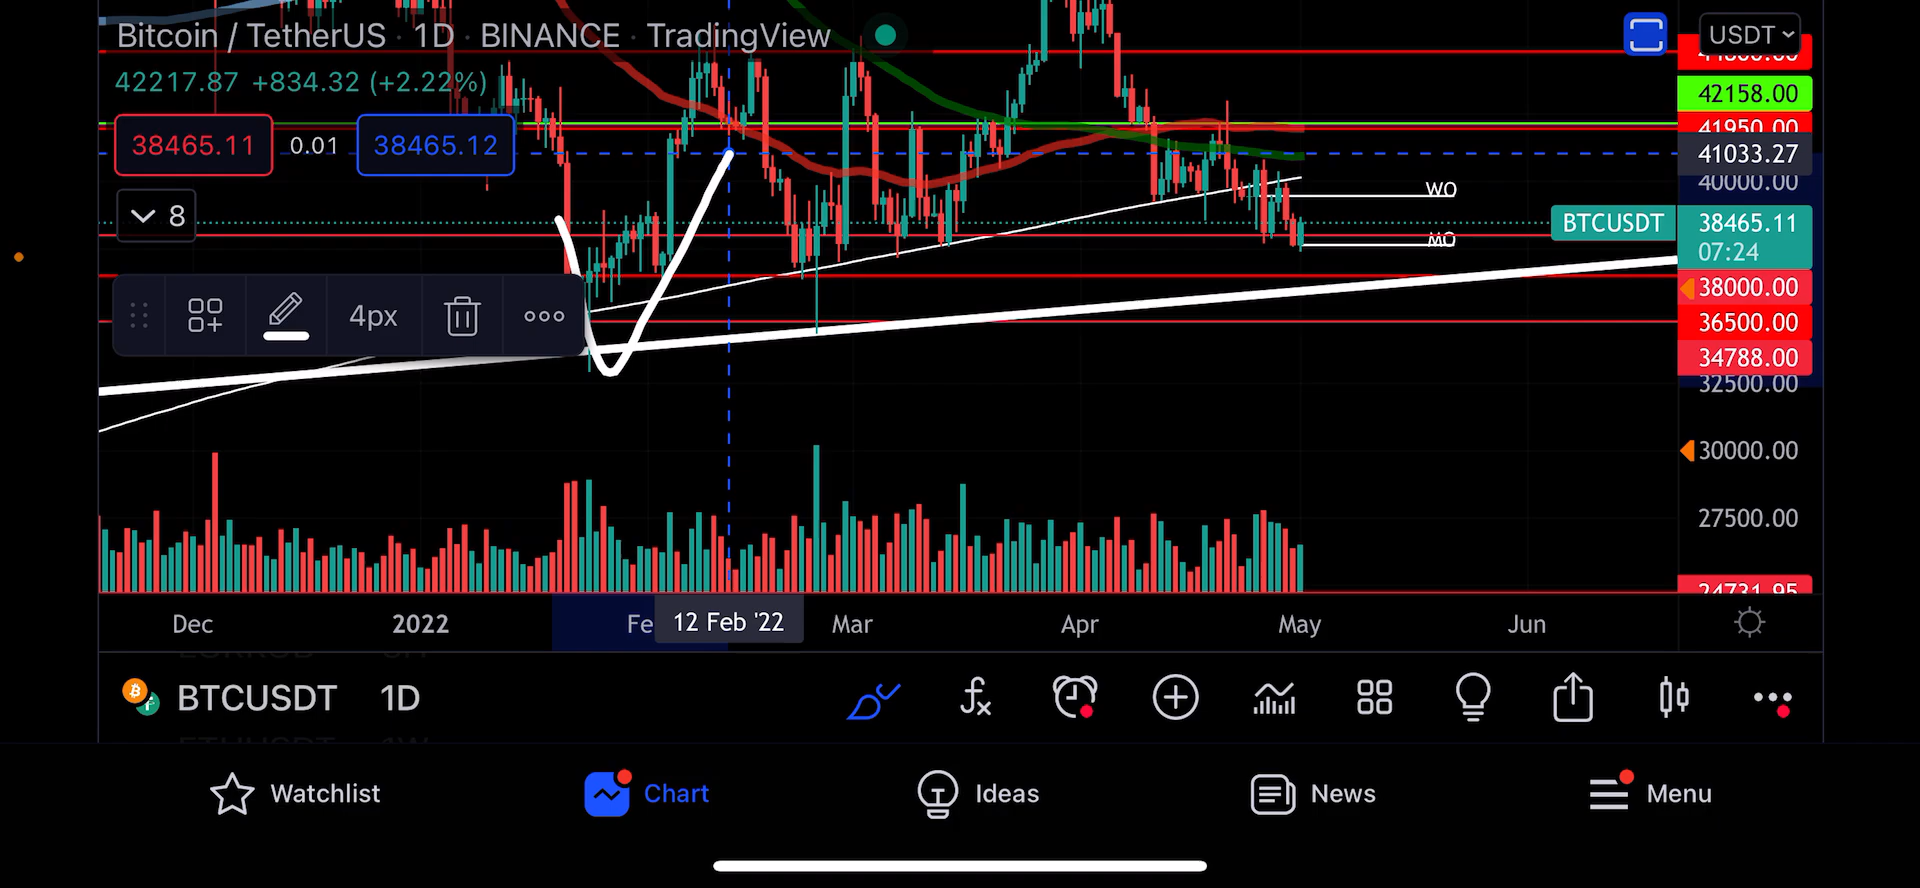 Bitcoin / TetherUS · 1D · BINANCE · TradingView
USDT
42217.87 +834.32 (+2.22%)
42158.00
41950.00
38465.11
0.01
38465.12
41033.27
40000.00
WO
8
BTCUSDT
38465.11
MO
07:24
38000.00
4px
36500.00
34788.00
32500.00
30000.00
27500.00
24731.95
Dec
2022
Fe
12 Feb '22
Mar
Apr
May
Jun
BTCUSDT 1D
Watchlist
Chart
Ideas
News
Menu